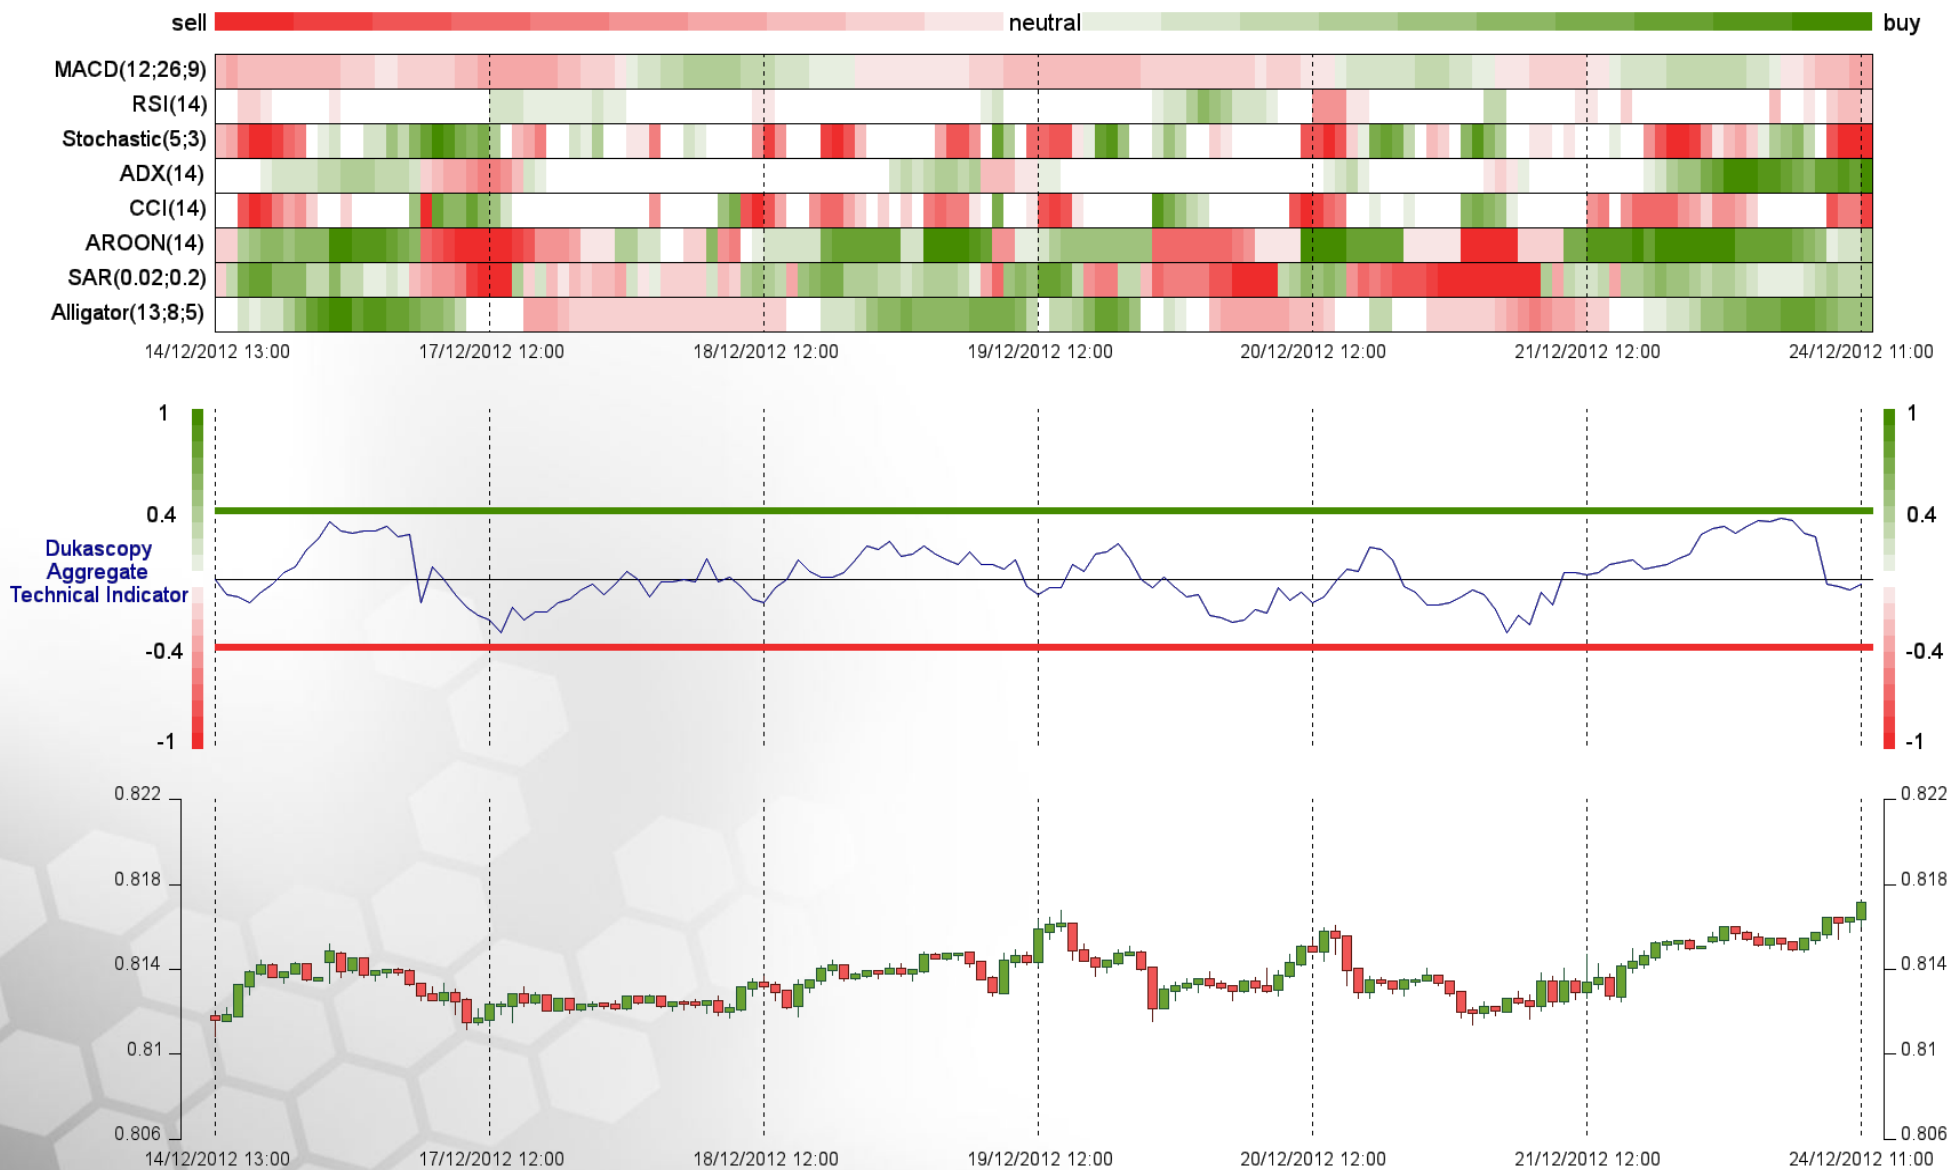 sell neutral buy
MACD(12;26;9)
RSI(14)
Stochastic(5;3)
ADX(14)
CCI(14)
AROON(14)
SAR(0.02;0.2)
Alligator(13;8;5)
14/12/2012 13:00 17/12/2012 12:00 18/12/2012 12:00 19/12/2012 12:00 20/12/2012 12:00 21/12/2012 12:00 24/12/2012 11:00
1 1
0.4 0.4
Dukascopy
Aggregate
Technical Indicator
-0.4 -0.4
-1 -1
0.822 0.822
0.818 0.818
0.814 0.814
0.81 0.81
0.806 0.806
14/12/2012 13:00 17/12/2012 12:00 18/12/2012 12:00 19/12/2012 12:00 20/12/2012 12:00 21/12/2012 12:00 24/12/2012 11:00